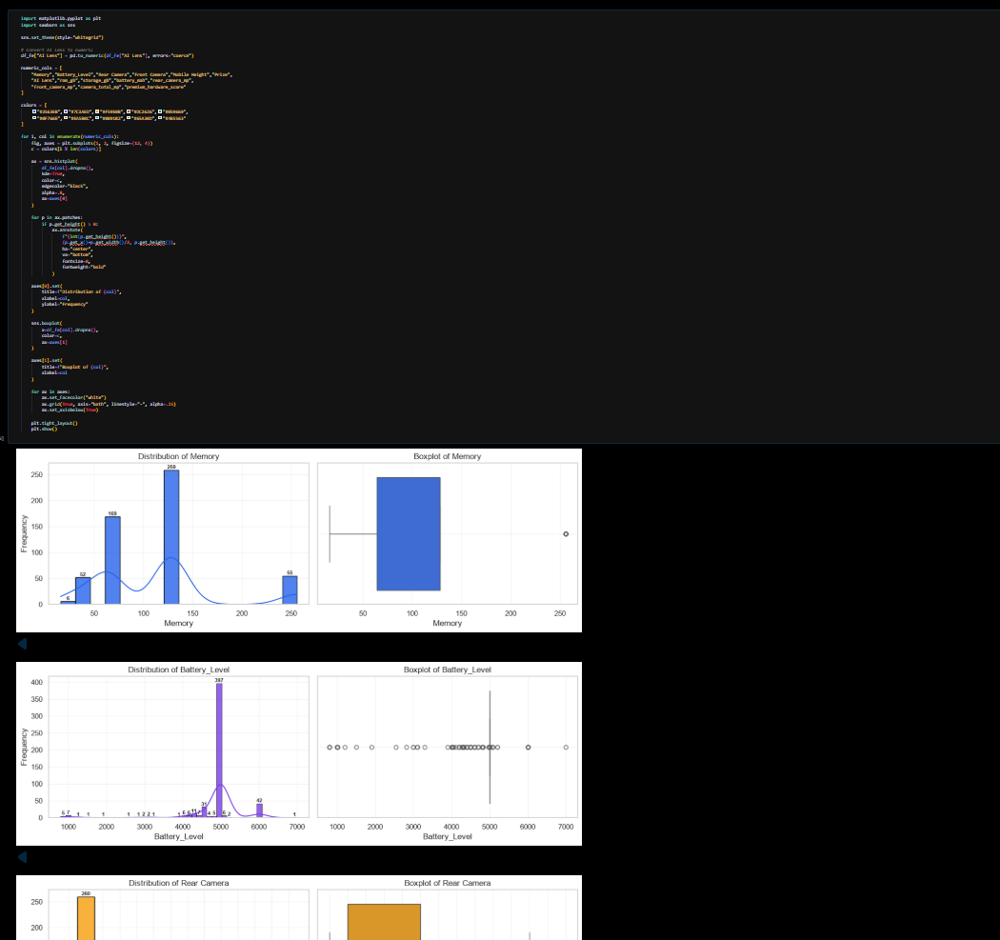 import matplotlib.pyplot as plt
import seaborn as sns
sns.set_theme(style="whitegrid")
# Convert AI Lens to numeric
df_fe["AI Lens"] = pd.to_numeric(df_fe["AI Lens"], errors="coerce")
numeric_cols = [
"Memory","Battery_Level","Rear Camera","Front Camera","Mobile Height","Prize",
"AI Lens","ram_gb","storage_gb","battery_mah","rear_camera_mp",
"front_camera_mp","camera_total_mp","premium_hardware_score"
]
colors = [
]
for i, col in enumerate(numeric_cols):
fig, axes = plt.subplots(1, 2, figsize=(12, 4))
c = colors[i % len(colors)]
ax = sns.histplot(
df_fe[col].dropna(),
kde=True,
color=c,
edgecolor="black",
alpha=.8,
ax=axes[0]
)
for p in ax.patches:
if p.get_height() > 0:
ax.annotate(
f"{int(p.get_height())}",
(p.get_x()+p.get_width()/2, p.get_height()),
ha="center",
va="bottom",
fontsize=8,
fontweight="bold"
)
axes[0].set(
title=f"Distribution of {col}",
xlabel=col,
ylabel="Frequency"
)
sns.boxplot(
x=df_fe[col].dropna(),
color=c,
ax=axes[1]
)
axes[1].set(
title=f"Boxplot of {col}",
xlabel=col
)
for ax in axes:
ax.set_facecolor("white")
ax.grid(True, axis="both", linestyle="-", alpha=.25)
ax.set_axisbelow(True)
plt.tight_layout()
plt.show()
Distribution of Memory
Boxplot of Memory
Frequency
250
200
150
100
50
0
6
52
169
259
55
50 100 150 200 250
Memory
50 100 150 200 250
Memory
Distribution of Battery_Level
Boxplot of Battery_Level
Frequency
400
350
300
250
200
150
100
50
0
5 7 1 1 1 1 1 2 2 1 1 6 6 11 31 4 5 397 6 2 42 1
1000 2000 3000 4000 5000 6000 7000
Battery_Level
1000 2000 3000 4000 5000 6000 7000
Battery_Level
Distribution of Rear Camera
Boxplot of Rear Camera
250
200
260